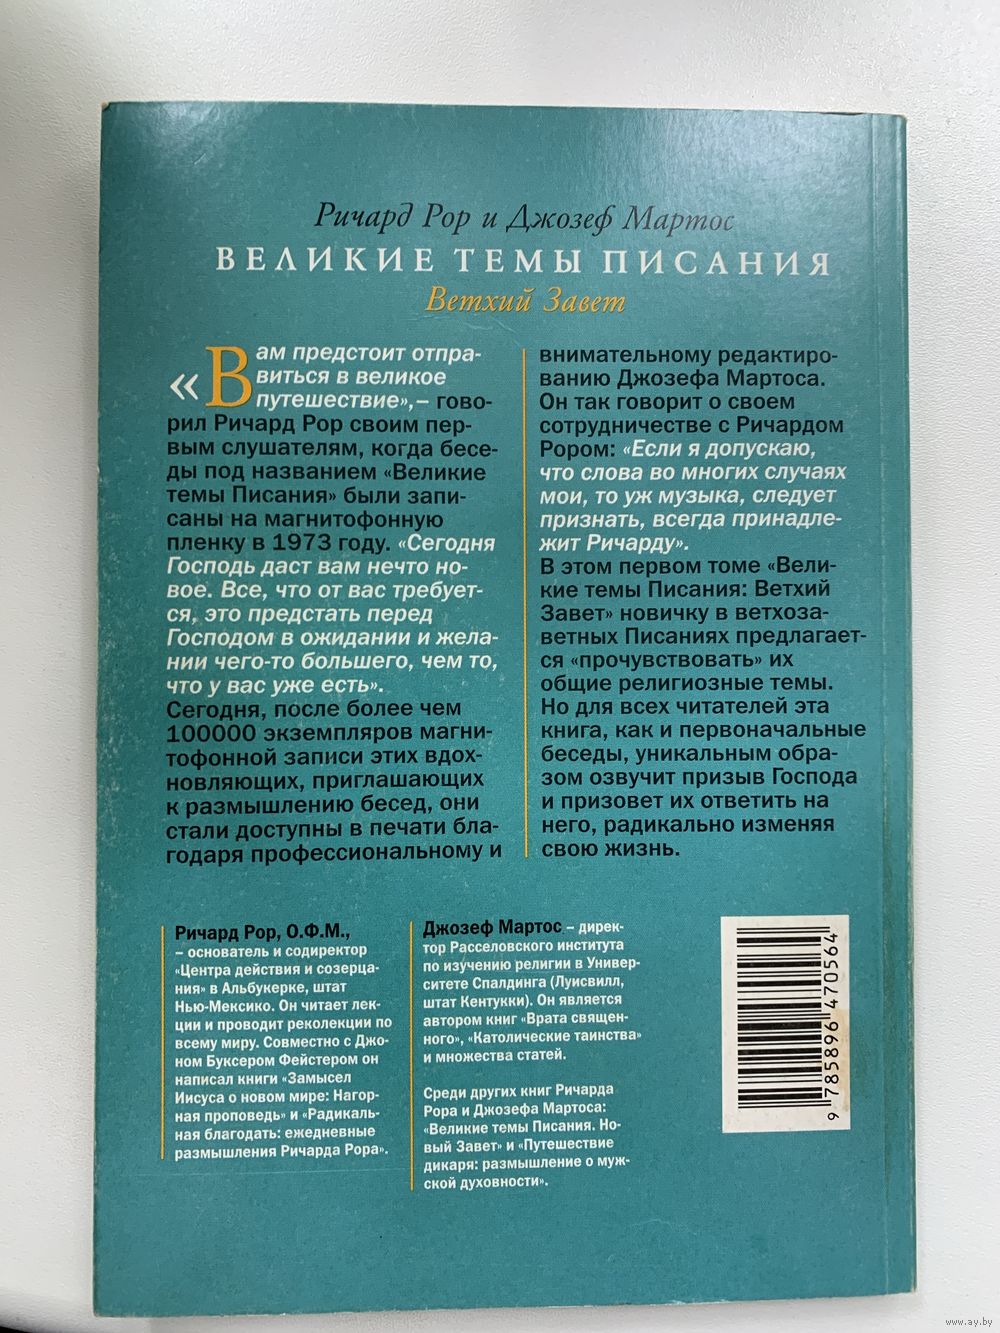 Ричард Рор и Джозеф Мартос
ВЕЛИКИЕ ТЕМЫ ПИСАНИЯ
Ветхий Завет
«Вам предстоит отпра-
виться в великое
путешествие», – гово-
рил Ричард Рор своим пер-
вым слушателям, когда бесе-
ды под названием «Великие
темы Писания» были запи-
саны на магнитофонную
пленку в 1973 году. «Сегодня
Господь даст вам нечто но-
вое. Все, что от вас требует-
ся, это предстать перед
Господом в ожидании и жела-
нии чего-то большего, чем то,
что у вас уже есть».
Сегодня, после более чем
100000 экземпляров магни-
тофонной записи этих вдох-
новляющих, приглашающих
к размышлению бесед, они
стали доступны в печати бла-
годаря профессиональному и
внимательному редактиро-
ванию Джозефа Мартоса.
Он так говорит о своем
сотрудничестве с Ричардом
Рором: «Если я допускаю,
что слова во многих случаях
мои, то уж музыка, следует
признать, всегда принадле-
жит Ричарду».
В этом первом томе «Вели-
кие темы Писания: Ветхий
Завет» новичку в ветхоза-
ветных Писаниях предлагает-
ся «прочувствовать» их
общие религиозные темы.
Но для всех читателей эта
книга, как и первоначальные
беседы, уникальным обра-
зом озвучит призыв Господа
и призовет их ответить на
него, радикально изменяя
свою жизнь.
Ричард Рор, О.Ф.М.,
– основатель и содиректор
«Центра действия и созерца-
ния» в Альбукерке, штат
Нью-Мексико. Он читает лек-
ции и проводит реколекции по
всему миру. Совместно с Джо-
ном Буксером Фейстером он
написал книги «Замысел
Иисуса о новом мире: Нагор-
ная проповедь» и «Радикаль-
ная благодать: ежедневные
размышления Ричарда Рора».
Джозеф Мартос – дирек-
тор Расселовского института
по изучению религии в Универ-
ситете Спалдинга (Луисвилл,
штат Кентукки). Он является
автором книг «Врата священ-
ного», «Католические таинства»
и множества статей.
Среди других книг Ричарда
Рора и Джозефа Мартоса:
«Великие темы Писания. Но-
вый Завет» и «Путешествие
дикаря: размышление о муж-
ской духовности».
9 785896 470564
www.ay.by